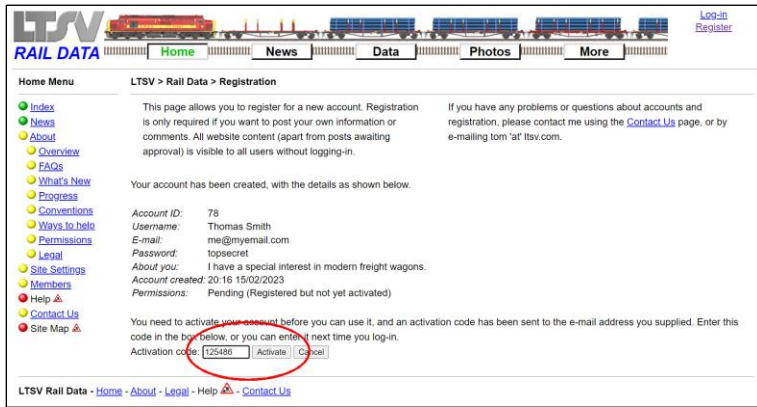 LTSV
RAIL DATA
Home
News
Data
Photos
More
Log-in
Register
Home Menu
Index
News
About
Overview
FAQs
What's New
Progress
Conventions
Ways to help
Permissions
Legal
Site Settings
Members
Help
Contact Us
Site Map
LTSV > Rail Data > Registration
This page allows you to register for a new account. Registration
is only required if you want to post your own information or
comments. All website content (apart from posts awaiting
approval) is visible to all users without logging-in.
If you have any problems or questions about accounts and
registration, please contact me using the Contact Us page, or by
e-mailing tom 'at' ltsv.com.
Your account has been created, with the details as shown below.
Account ID: 78
Username: Thomas Smith
E-mail: me@myemail.com
Password: topsecret
About you: I have a special interest in modern freight wagons.
Account created: 20:16 15/02/2023
Permissions: Pending (Registered but not yet activated)
You need to activate your account before you can use it, and an activation code has been sent to the e-mail address you supplied. Enter this
code in the box below, or you can enter it next time you log-in.
Activation code: 125486 Activate Cancel
LTSV Rail Data - Home - About - Legal - Help - Contact Us